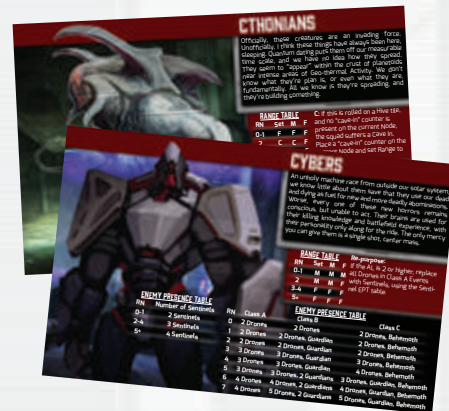 CTHONIANS
Officially, these creatures are an invading force.
Unofficially, I think these things have always been here,
sleeping. Quantum dating puts them off our measurable
time scale, and we have no idea how they spread.
They seem to "appear" within the crust of planetoids
near intense areas of Geo-thermal Activity. We don't
know what they're plan is, or even what they are,
fundamentally. All we know is they're spreading, and
they're building something.
RANGE TABLE
RN Set M F
0-1 F F F
2 C C F
C: if this is rolled on a Hive tile,
and no "cave-in" counter is
present on the current Node,
the squad suffers a Cave In.
Place a "cave-in" counter on the
Node and set Range to
CYBERS
An unholy machine race from outside our solar system,
we know little about them save that they use our dead
and dying as fuel for new and more deadly abominations.
Worse, every one of these new horrors remains
conscious, but unable to act. Their brains are used for
their killing knowledge and battlefield experience, with
their personality only along for the ride. The only mercy
you can give them is a single shot, center mass.
RANGE TABLE
RN Set M F
0-1 M M M
2 M M F
3-4 F F F
5+ F F
Re-purpose:
If the AL is 2 or higher, replace
all Drones in Class A Events
with Sentinels, using the Senti-
nel EPT table.
ENEMY PRESENCE TABLE
RN Number of Sentinels
0-1 2 Sentinels
2-4 3 Sentinels
5+ 4 Sentinels
ENEMY PRESENCE TABLE
RN Class A Class B Class C
0 2 Drones 2 Drones 2 Drones, Behemoth
1 2 Drones 2 Drones, Guardian 2 Drones, Behemoth
2 2 Drones 2 Drones, Guardian 2 Drones, Behemoth
3 3 Drones 3 Drones, Guardian 3 Drones, Behemoth
4 3 Drones 3 Drones, Guardian 4 Drones, Behemoth
5 3 Drones 3 Drones, 2 Guardians 3 Drones, Guardian, Behemoth
6 4 Drones 4 Drones, 2 Guardians 4 Drones, Guardian, Behemoth
7 4 Drones 5 Drones, 2 Guardians 5 Drones, Guardian, Behemoth